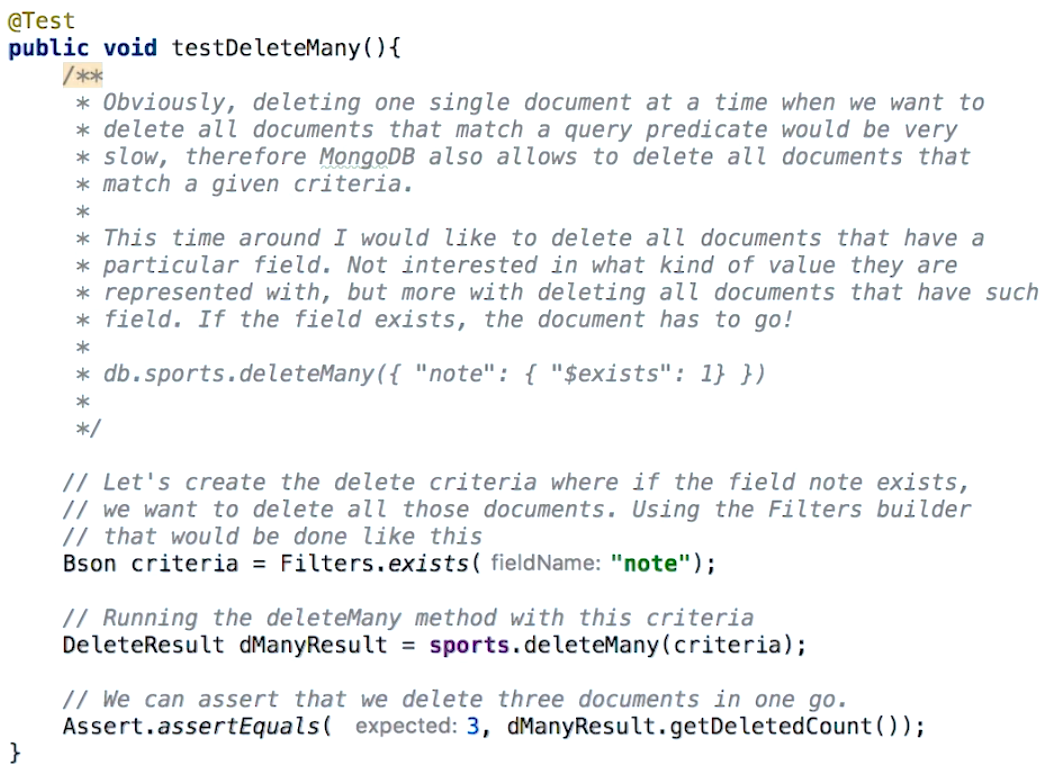 @Test
public void testDeleteMany(){
/**
* Obviously, deleting one single document at a time when we want to
* delete all documents that match a query predicate would be very
* slow, therefore MongoDB also allows to delete all documents that
* match a given criteria.
*
* This time around I would like to delete all documents that have a
* particular field. Not interested in what kind of value they are
* represented with, but more with deleting all documents that have such
* field. If the field exists, the document has to go!
*
* db.sports.deleteMany({ "note": { "$exists": 1} })
*
*/
// Let's create the delete criteria where if the field note exists,
// we want to delete all those documents. Using the Filters builder
// that would be done like this
Bson criteria = Filters.exists( fieldName: "note");
// Running the deleteMany method with this criteria
DeleteResult dManyResult = sports.deleteMany(criteria);
// We can assert that we delete three documents in one go.
Assert.assertEquals( expected: 3, dManyResult.getDeletedCount());
}